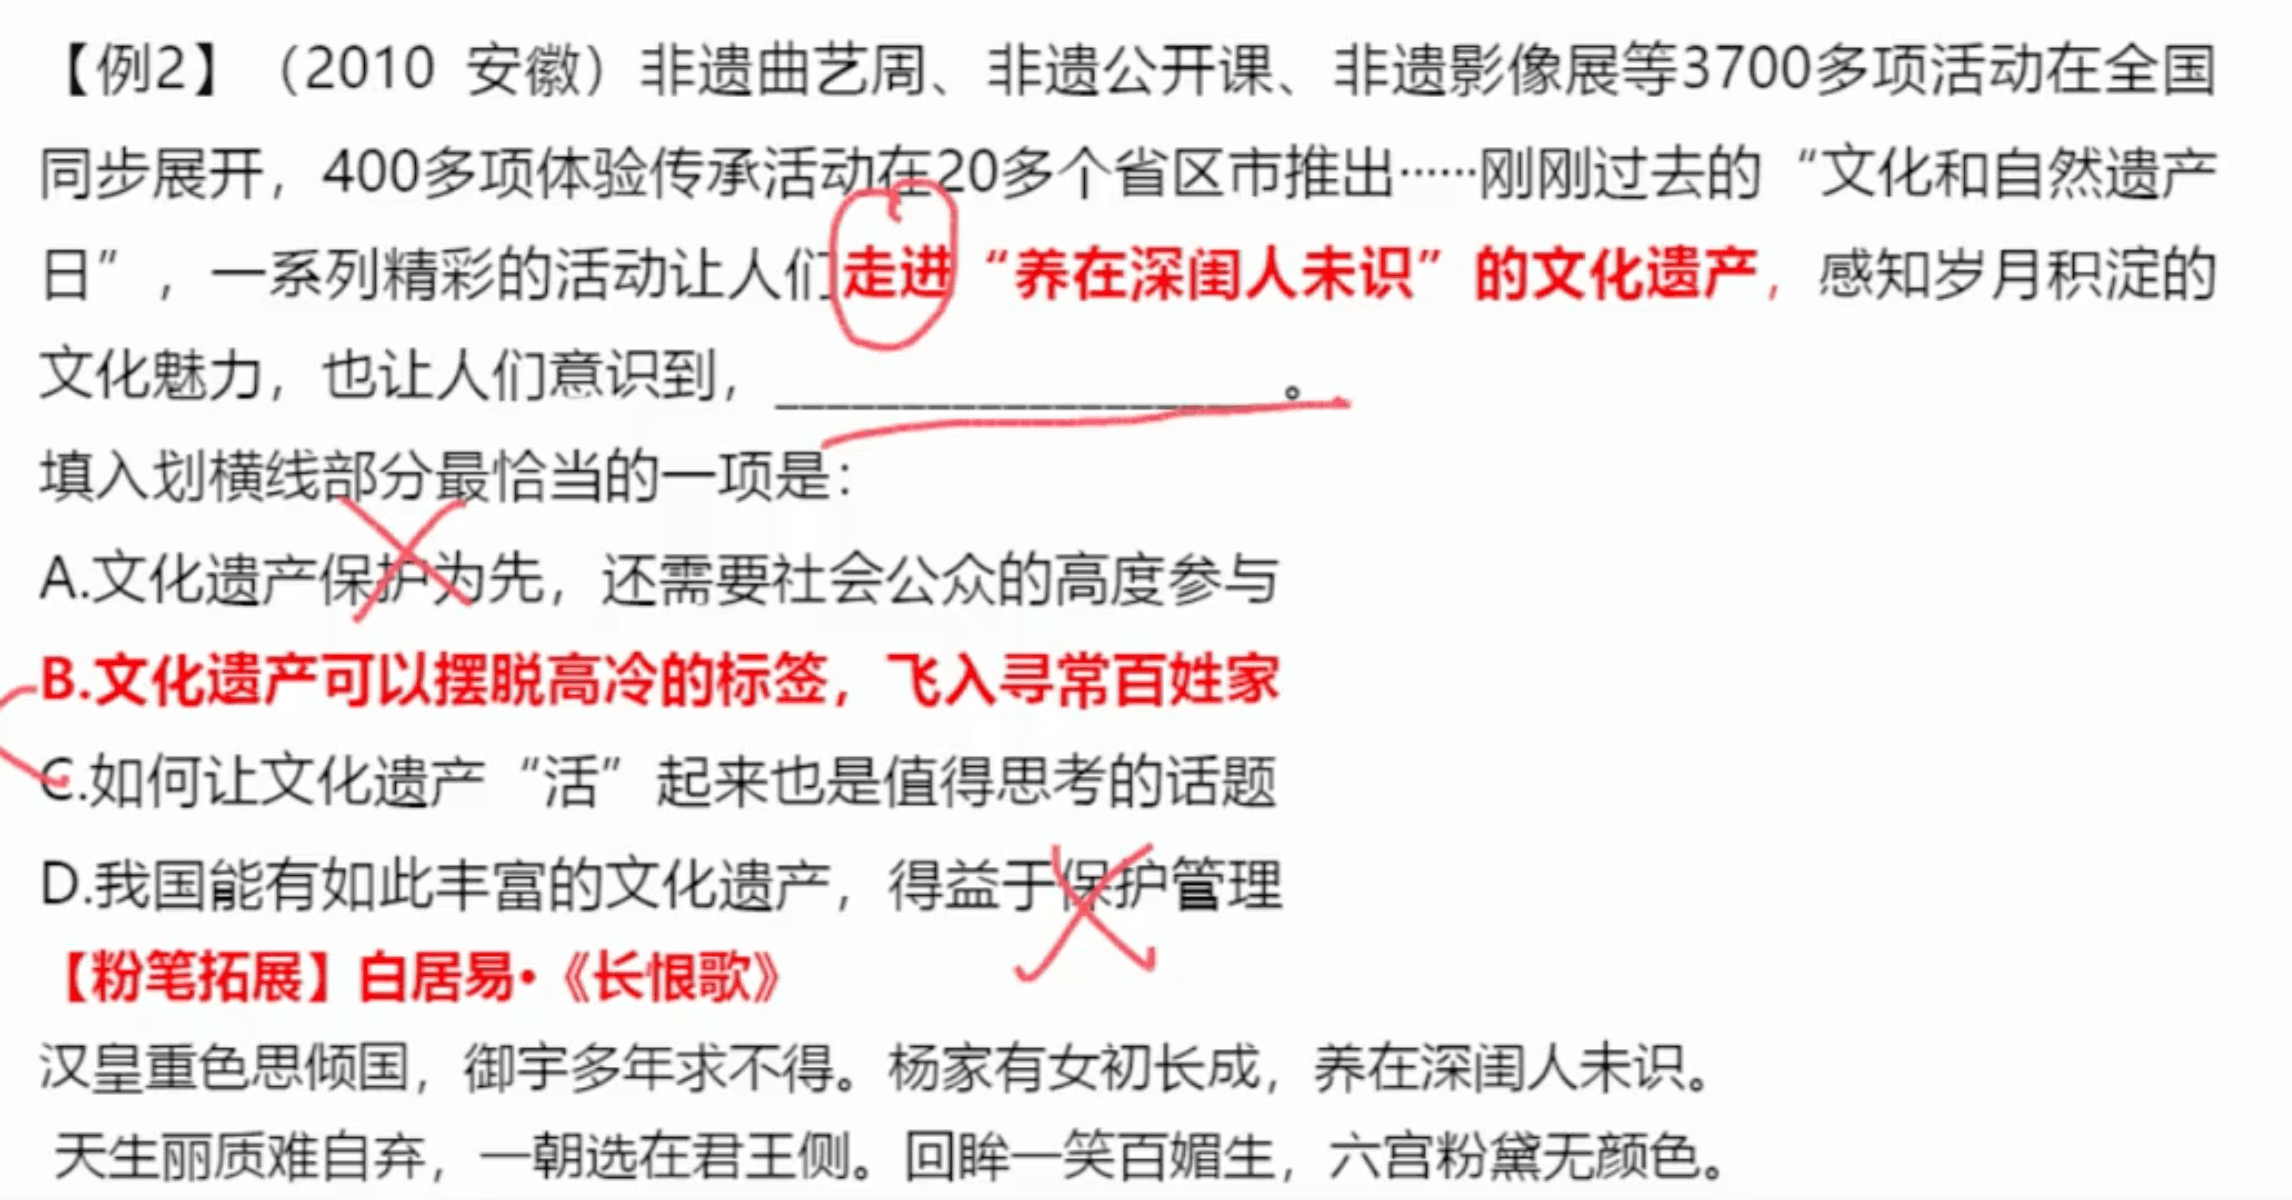 【例2】（2010 安徽）非遗曲艺周、非遗公开课、非遗影像展等3700多项活动在全国
同步展开，400多项体验传承活动在20多个省区市推出……刚刚过去的“文化和自然遗产
日”，一系列精彩的活动让人们走进“养在深闺人未识”的文化遗产，感知岁月积淀的
文化魅力，也让人们意识到，____________________。
填入划横线部分最恰当的一项是：
A.文化遗产保护为先，还需要社会公众的高度参与
B.文化遗产可以摆脱高冷的标签，飞入寻常百姓家
C.如何让文化遗产“活”起来也是值得思考的话题
D.我国能有如此丰富的文化遗产，得益于保护管理
【粉笔拓展】白居易•《长恨歌》
汉皇重色思倾国，御宇多年求不得。杨家有女初长成，养在深闺人未识。
天生丽质难自弃，一朝选在君王侧。回眸一笑百媚生，六宫粉黛无颜色。